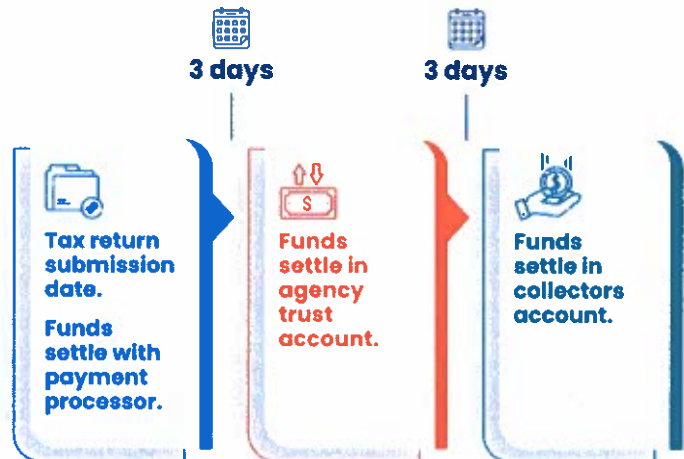 3 days
3 days
Tax return
submission
date.
Funds
settle with
payment
processor.
$
Funds
settle in
agency
trust
account.
$
Funds
settle in
collectors
account.